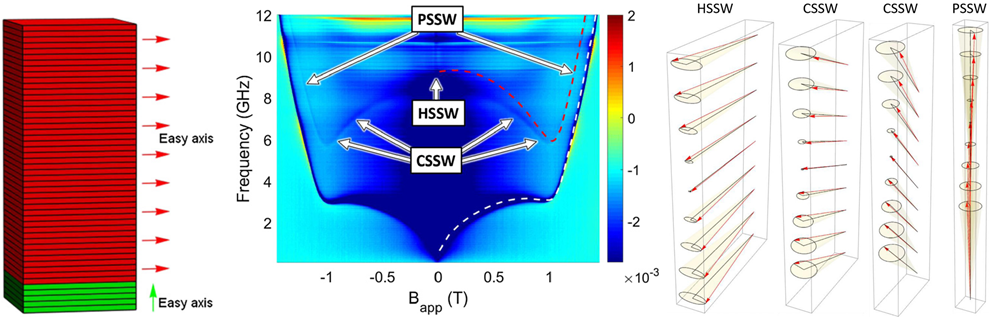 Easy axis
Easy axis
Frequency (GHz)
12
10
8
6
4
2
PSSW
HSSW
CSSW
-1
-0.5
0
0.5
1
B_app (T)
2
1
0
-1
-2
×10⁻³
HSSW
CSSW
CSSW
PSSW